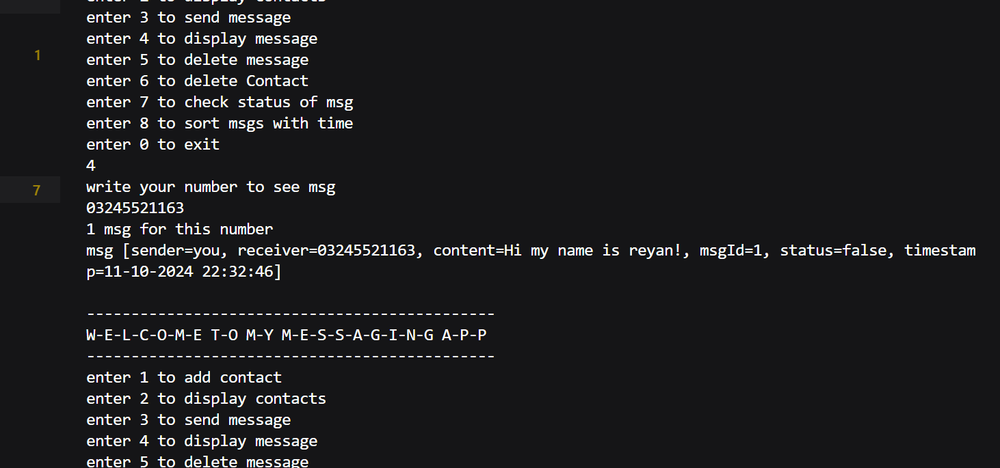 enter 2 to display contacts
enter 3 to send message
enter 4 to display message
1
enter 5 to delete message
enter 6 to delete Contact
enter 7 to check status of msg
enter 8 to sort msgs with time
enter 0 to exit
4
7
write your number to see msg
03245521163
1 msg for this number
msg [sender=you, receiver=03245521163, content=Hi my name is reyan!, msgId=1, status=false, timestam
p=11-10-2024 22:32:46]
----------------------------------------------
W-E-L-C-O-M-E T-O M-Y M-E-S-S-A-G-I-N-G A-P-P
----------------------------------------------
enter 1 to add contact
enter 2 to display contacts
enter 3 to send message
enter 4 to display message
enter 5 to delete message